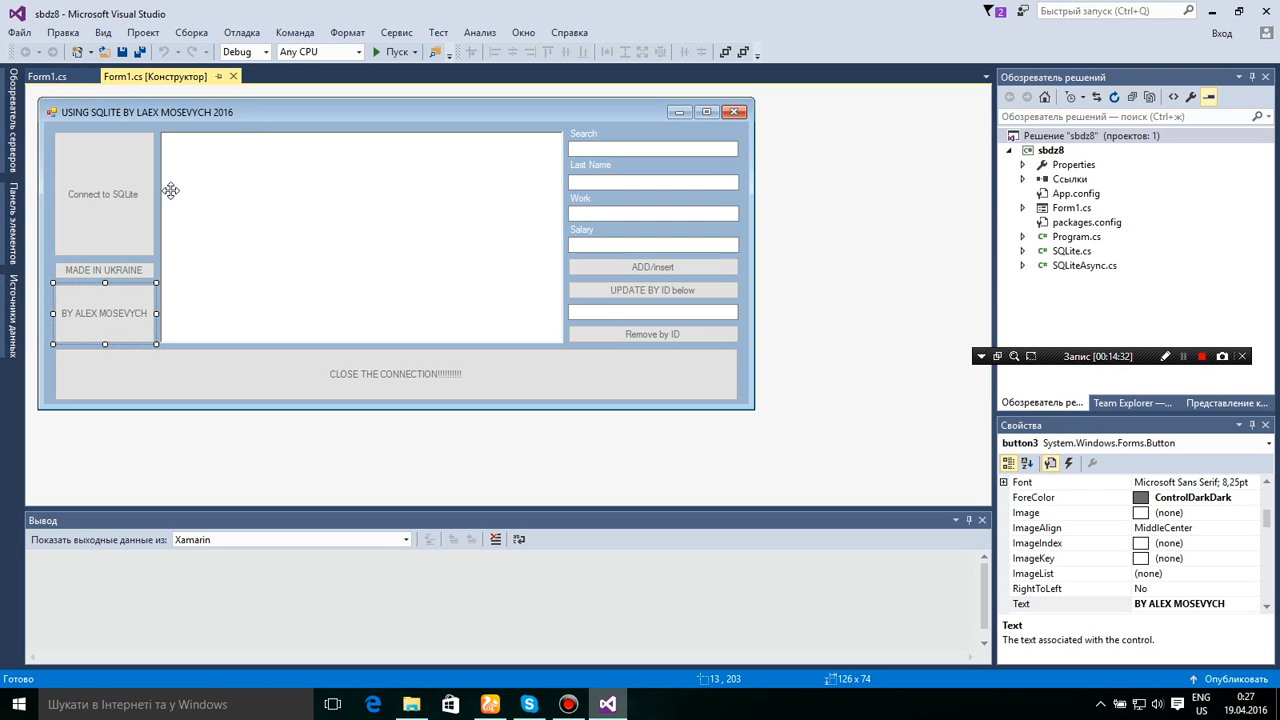 sbdz8 - Microsoft Visual Studio
2
Быстрый запуск (Ctrl+Q)
Файл Правка Вид Проект Сборка Отладка Команда Формат Сервис Тест Анализ Окно Справка
Вход
Debug Any CPU Пуск
Обозреватель серверов
Панель элементов
Источники данных
Form1.cs Form1.cs [Конструктор]
USING SQLITE BY LAEX MOSEVYCH 2016
Connect to SQLite
MADE IN UKRAINE
BY ALEX MOSEVYCH
Search
Last Name
Work
Salary
ADD/insert
UPDATE BY ID below
Remove by ID
CLOSE THE CONNECTION!!!!!!!!!!
Обозреватель решений
Обозреватель решений — поиск (Ctrl+ж)
Решение "sbdz8" (проектов: 1)
sbdz8
Properties
Ссылки
App.config
Form1.cs
packages.config
Program.cs
SQLite.cs
SQLiteAsync.cs
Запись [00:14:32]
Обозреватель ре... Team Explorer —... Представление к...
Свойства
button3 System.Windows.Forms.Button
Font Microsoft Sans Serif; 8,25pt
ForeColor ControlDarkDark
Image (none)
ImageAlign MiddleCenter
ImageIndex (none)
ImageKey (none)
ImageList (none)
RightToLeft No
Text BY ALEX MOSEVYCH
Text
The text associated with the control.
Вывод
Показать выходные данные из: Xamarin
Готово 13 , 203 126 x 74 Опубликовать
Шукати в Інтернеті та у Windows
ENG
US
0:27
19.04.2016